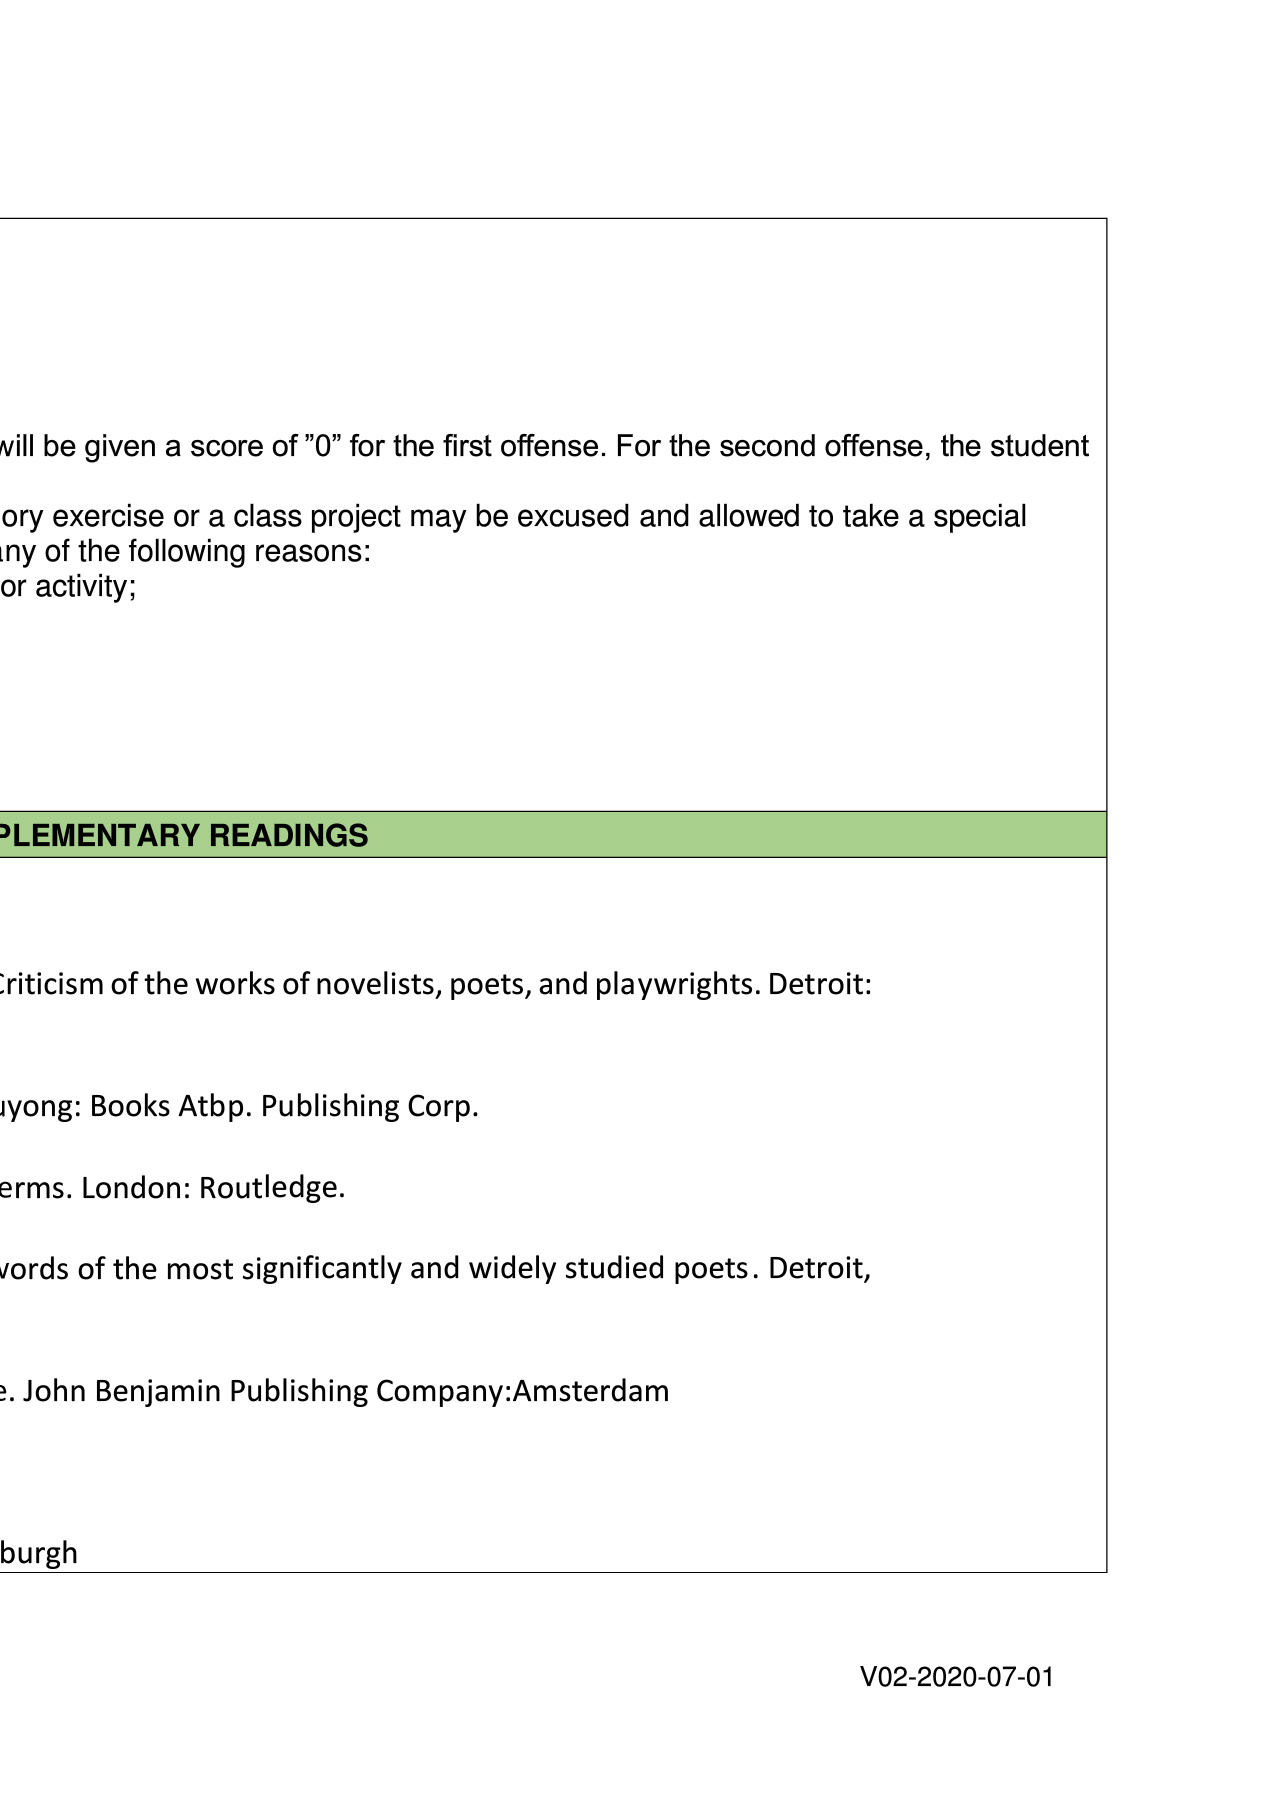 will be given a score of ”0” for the first offense. For the second offense, the student
ory exercise or a class project may be excused and allowed to take a special
any of the following reasons:
or activity;
PLEMENTARY READINGS
Criticism of the works of novelists, poets, and playwrights. Detroit:
uyong: Books Atbp. Publishing Corp.
erms. London: Routledge.
words of the most significantly and widely studied poets. Detroit,
e. John Benjamin Publishing Company:Amsterdam
burgh
V02-2020-07-01